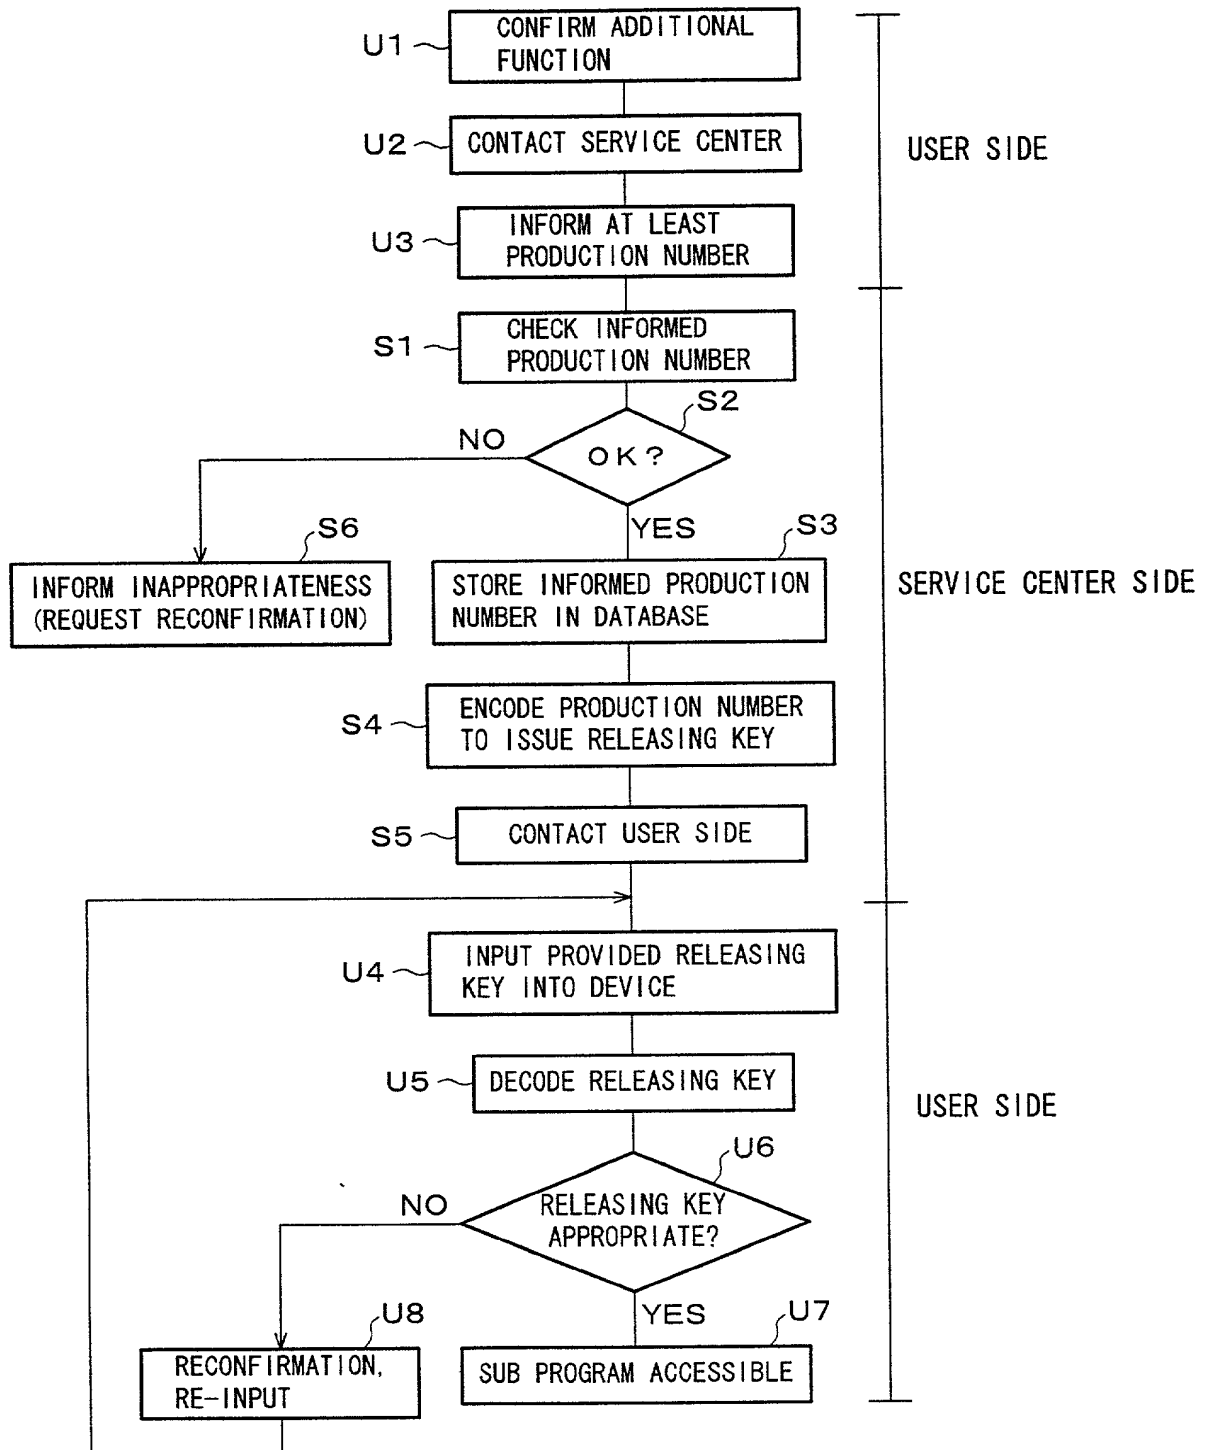 U1
CONFIRM ADDITIONAL
FUNCTION
U2
CONTACT SERVICE CENTER
USER SIDE
U3
INFORM AT LEAST
PRODUCTION NUMBER
S1
CHECK INFORMED
PRODUCTION NUMBER
S2
NO
OK?
YES
S6
INFORM INAPPROPRIATENESS
(REQUEST RECONFIRMATION)
S3
STORE INFORMED PRODUCTION
NUMBER IN DATABASE
SERVICE CENTER SIDE
S4
ENCODE PRODUCTION NUMBER
TO ISSUE RELEASING KEY
S5
CONTACT USER SIDE
U4
INPUT PROVIDED RELEASING
KEY INTO DEVICE
U5
DECODE RELEASING KEY
USER SIDE
U6
NO
RELEASING KEY
APPROPRIATE?
YES
U8
RECONFIRMATION,
RE-INPUT
U7
SUB PROGRAM ACCESSIBLE